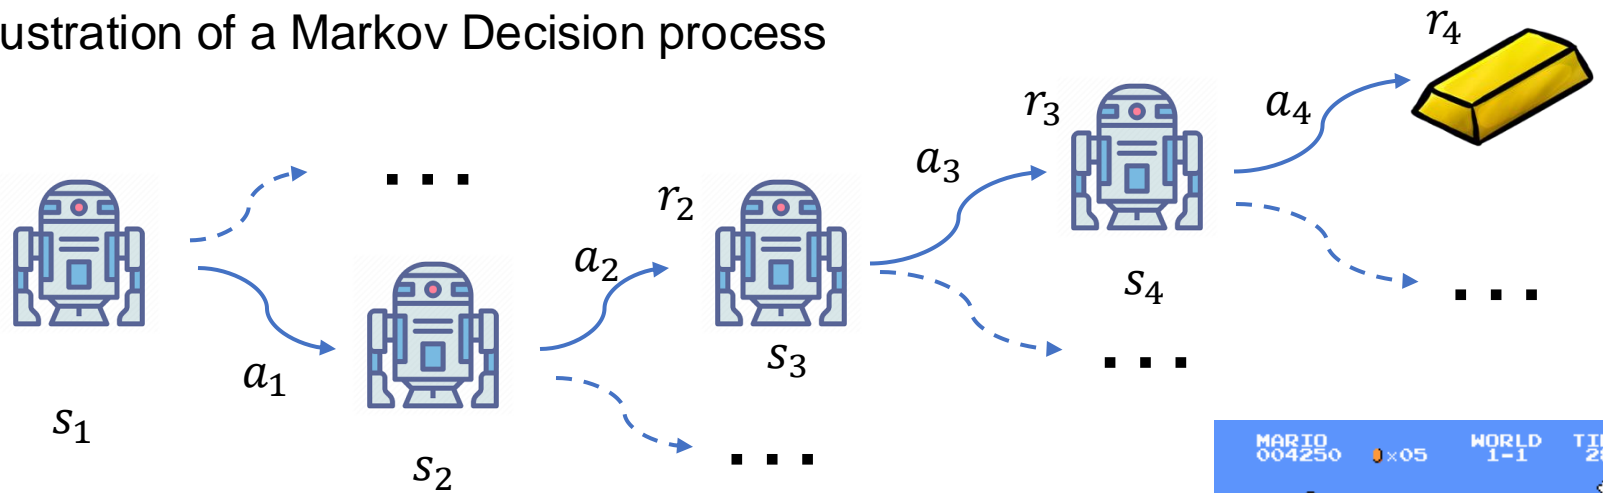 ustration of a Markov Decision process
r₄
r₃
a₄
a₃
...
r₂
a₂
s₄
...
s₃
...
a₁
s₁
...
s₂
MARIO WORLD
004250 ×05 1-1